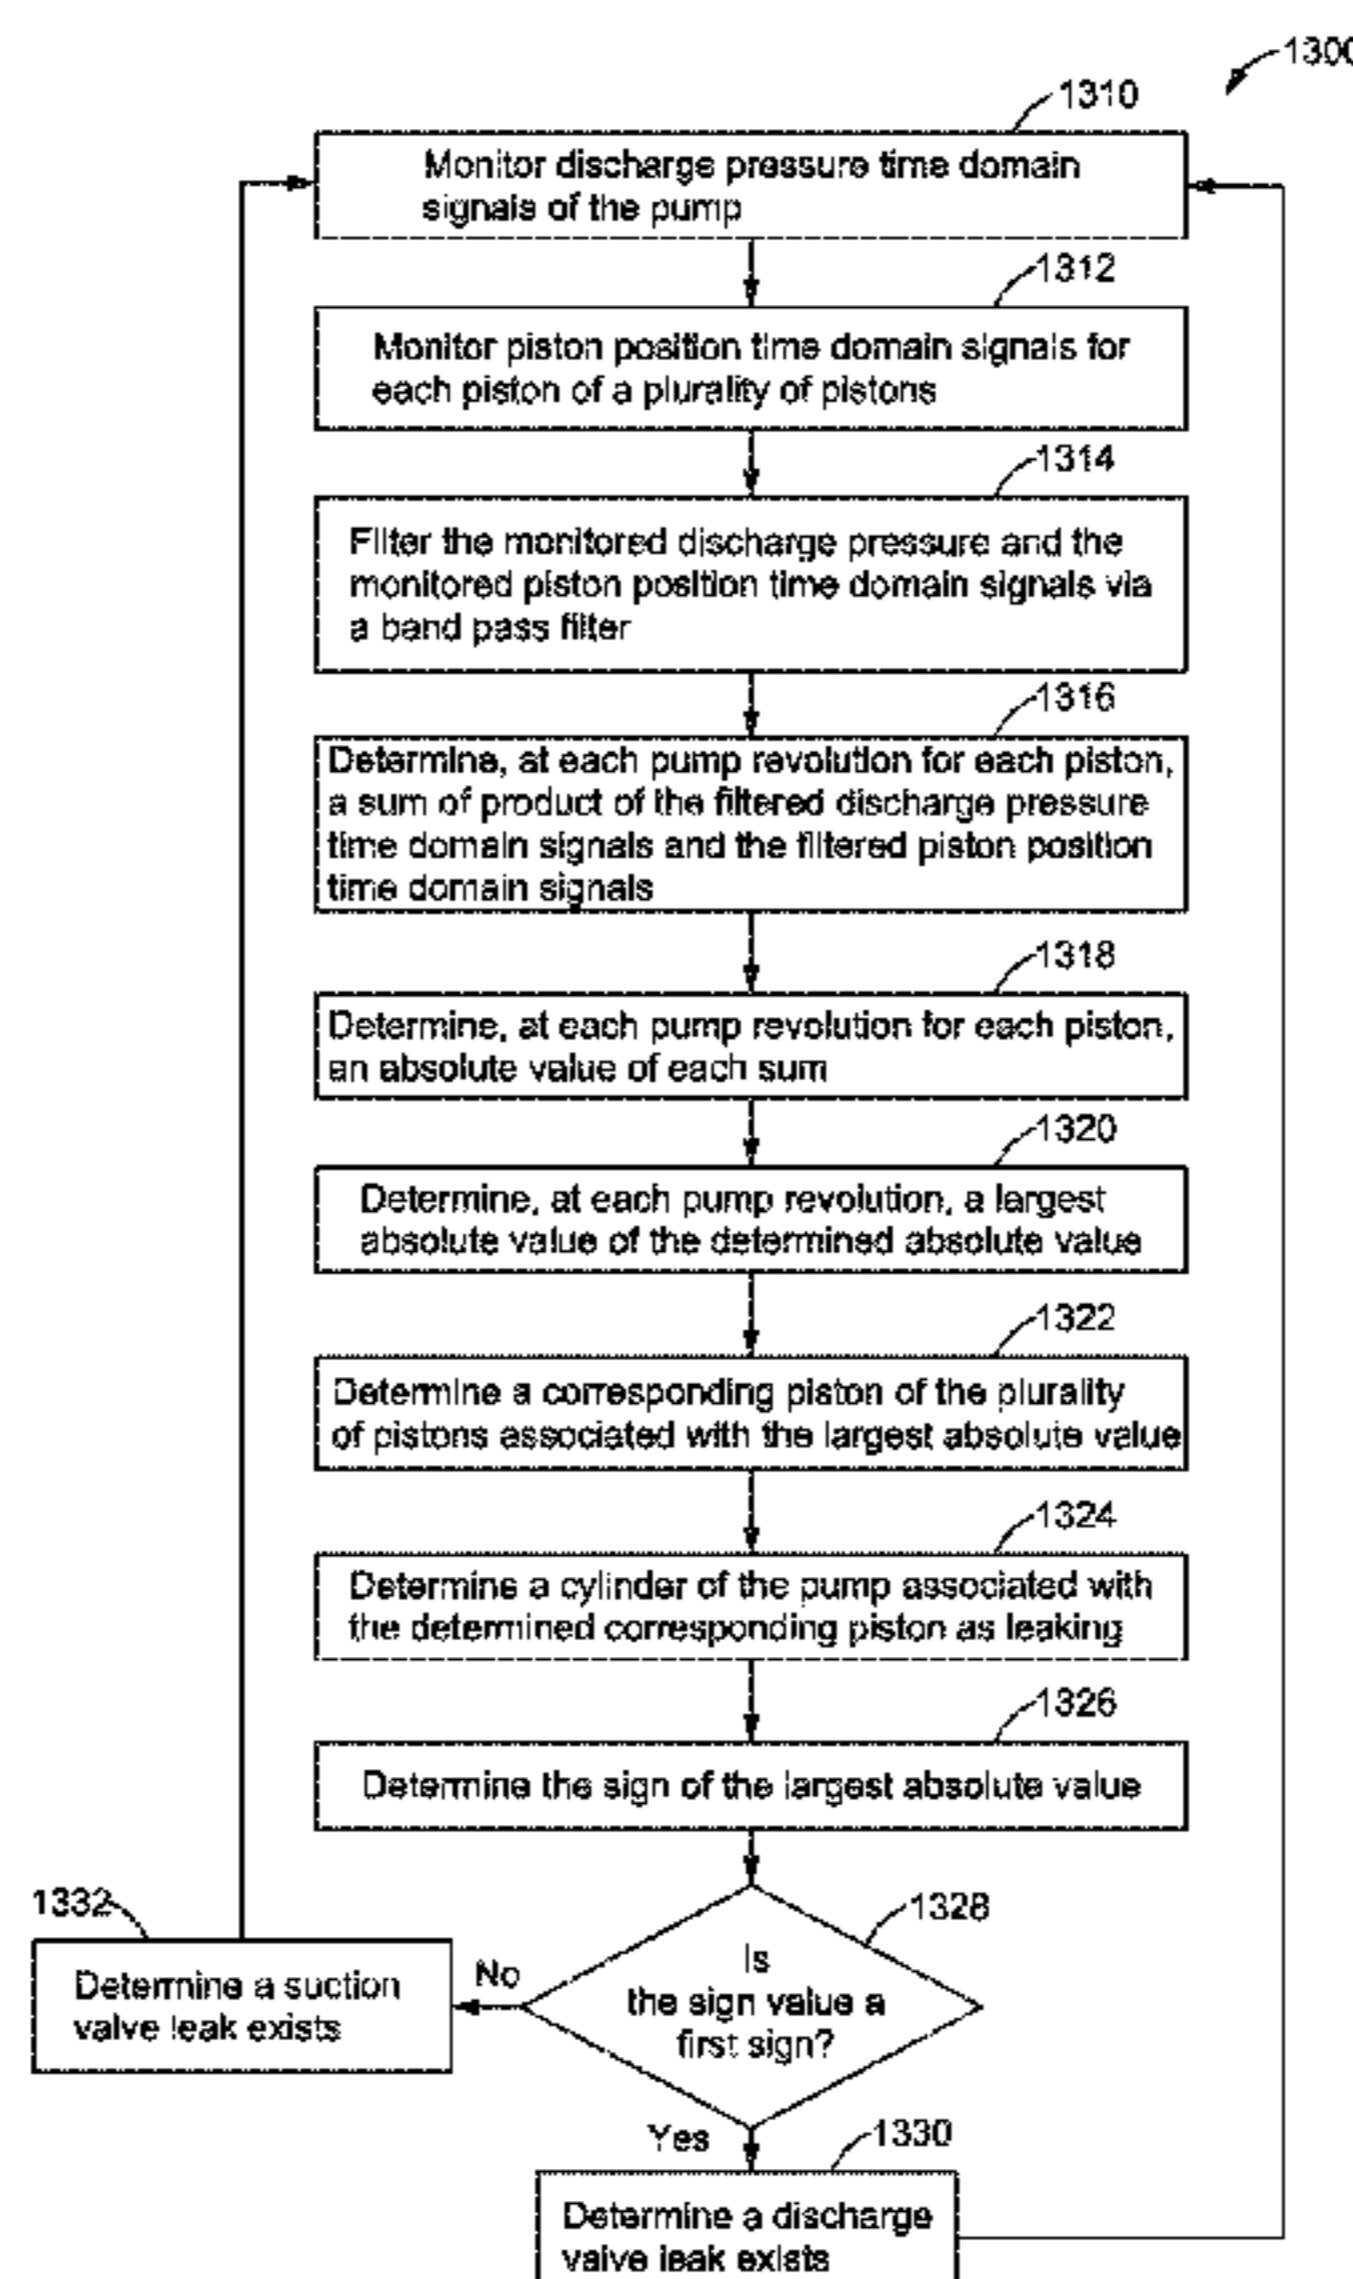 1300
1310
Monitor discharge pressure time domain
signals of the pump
1312
Monitor piston position time domain signals for
each piston of a plurality of pistons
1314
Filter the monitored discharge pressure and the
monitored piston position time domain signals via
a band pass filter
1316
Determine, at each pump revolution for each piston,
a sum of product of the filtered discharge pressure
time domain signals and the filtered piston position
time domain signals
1318
Determine, at each pump revolution for each piston,
an absolute value of each sum
1320
Determine, at each pump revolution, a largest
absolute value of the determined absolute value
1322
Determine a corresponding piston of the plurality
of pistons associated with the largest absolute value
1324
Determine a cylinder of the pump associated with
the determined corresponding piston as leaking
1326
Determine the sign of the largest absolute value
1328
Is
the sign value a
first sign?
No
1332
Determine a suction
valve leak exists
Yes
1330
Determine a discharge
valve leak exists